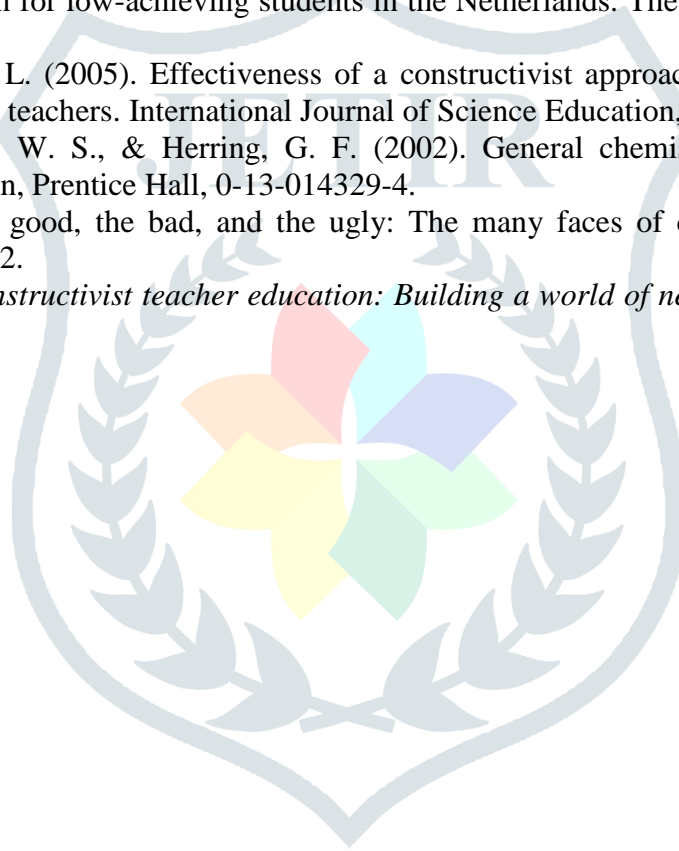 n for low-achieving students in the Netherlands. The
L. (2005). Effectiveness of a constructivist approac
teachers. International Journal of Science Education,
W. S., & Herring, G. F. (2002). General chemis
n, Prentice Hall, 0-13-014329-4.
good, the bad, and the ugly: The many faces of c
2.
nstructivist teacher education: Building a world of ne
JETIR